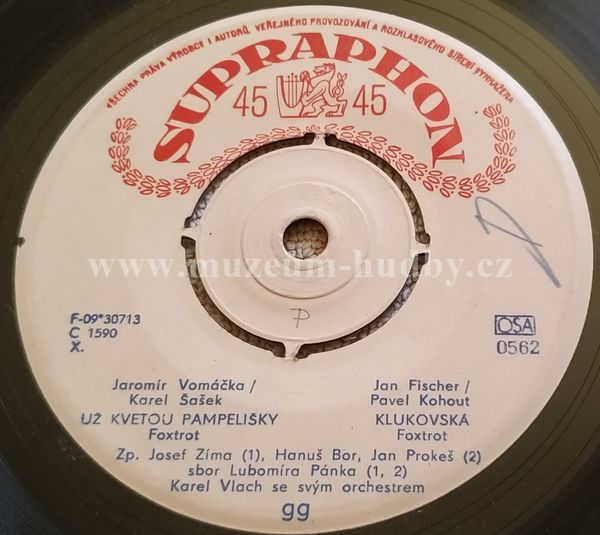 VŠECHNA PRÁVA VÝROBCE I AUTORŮ, VEŘEJNÉHO PROVOZOVÁNÍ A ROZHLASOVÉHO ŠÍŘENÍ VYHRAŽENA
SUPRAPHON
45 45
www.muzeum-hudby.cz
P
P
F-09*30713
C 1590
X.
OSA
0562
Jaromír Vomáčka /
Karel Šašek
UŽ KVETOU PAMPELIŠKY
Foxtrot
Jan Fischer /
Pavel Kohout
KLUKOVSKÁ
Foxtrot
Zp. Josef Zíma (1), Hanuš Bor, Jan Prokeš (2)
sbor Lubomíra Pánka (1, 2)
Karel Vlach se svým orchestrem
gg